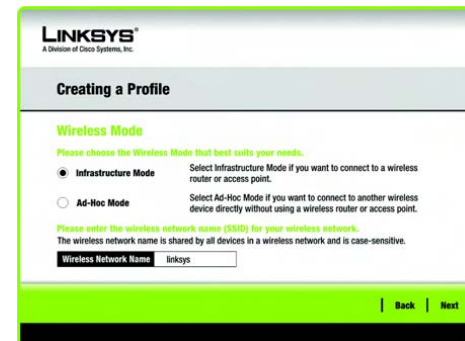 LINKSYS®
A Division of Cisco Systems, Inc.
Creating a Profile
Wireless Mode
Please choose the Wireless Mode that best suits your needs.
Infrastructure Mode
Select Infrastructure Mode if you want to connect to a wireless
router or access point.
Ad-Hoc Mode
Select Ad-Hoc Mode if you want to connect to another wireless
device directly without using a wireless router or access point.
Please enter the wireless network name (SSID) for your wireless network.
The wireless network name is shared by all devices in a wireless network and is case-sensitive.
Wireless Network Name linksys
Back Next